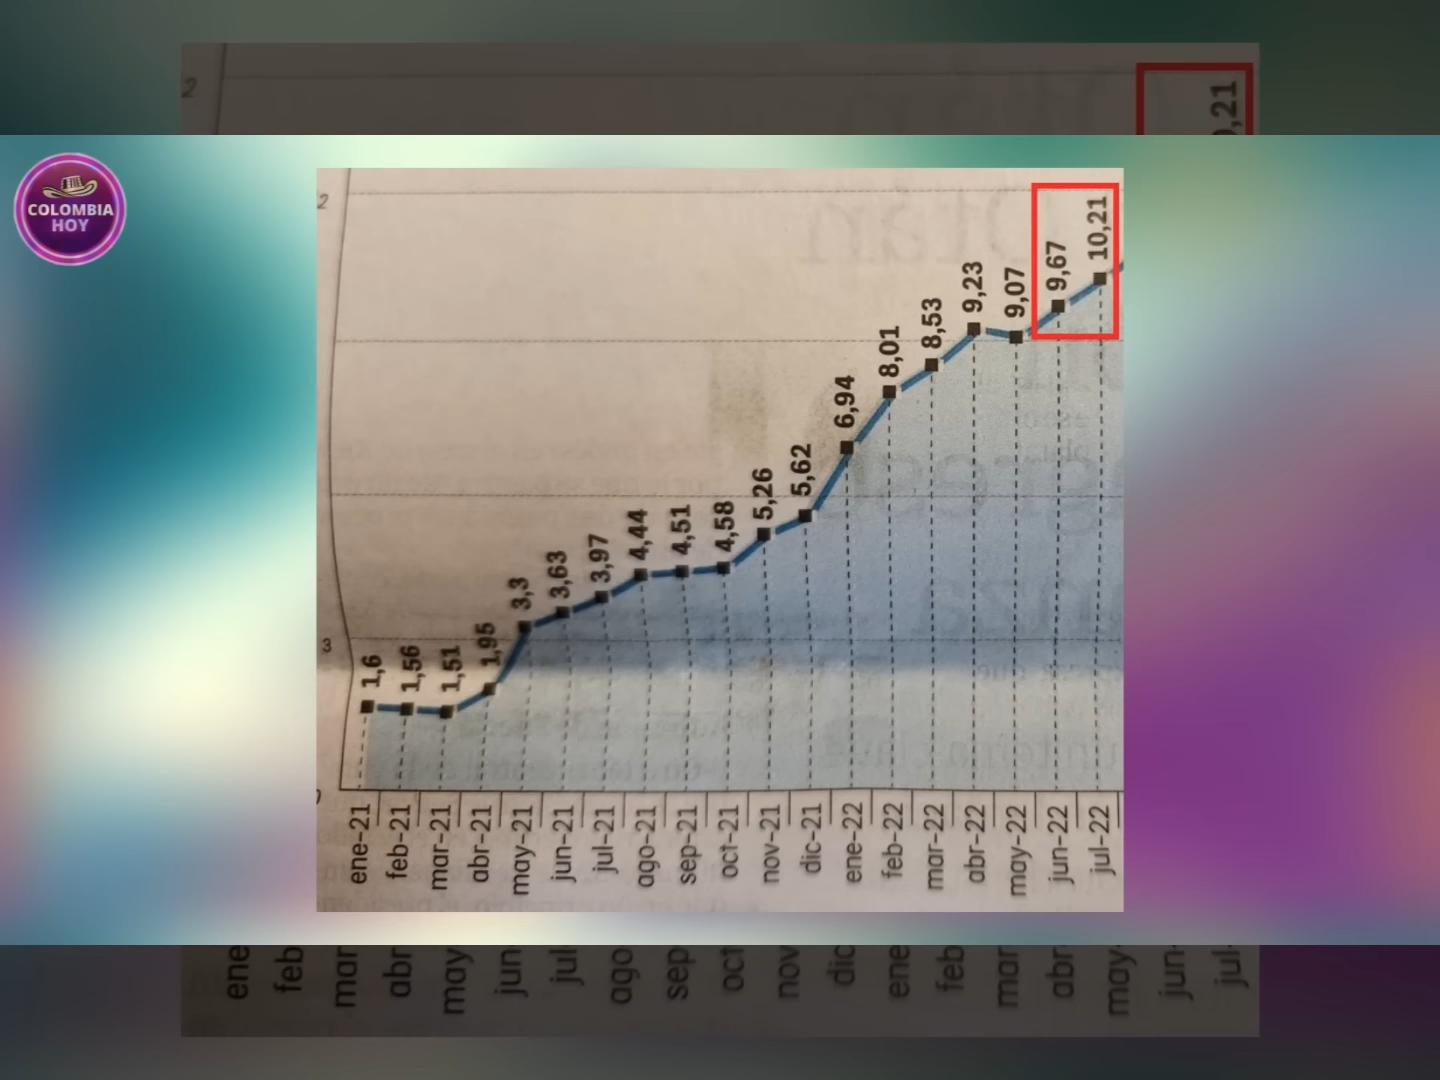 COLOMBIA
HOY
2
3
1,6
1,56
1,51
1,95
3,3
3,63
3,97
4,44
4,51
4,58
5,26
5,62
6,94
8,01
8,53
9,23
9,07
9,67
10,21
ene-21
feb-21
mar-21
abr-21
may-21
jun-21
jul-21
ago-21
sep-21
oct-21
nov-21
dic-21
ene-22
feb-22
mar-22
abr-22
may-22
jun-22
jul-22
2
,21
ene
feb
mar
abr
may
jun
jul
ago
sep
oct
nov
dic
ene
feb
mar
abr
may-
jun-
jul-